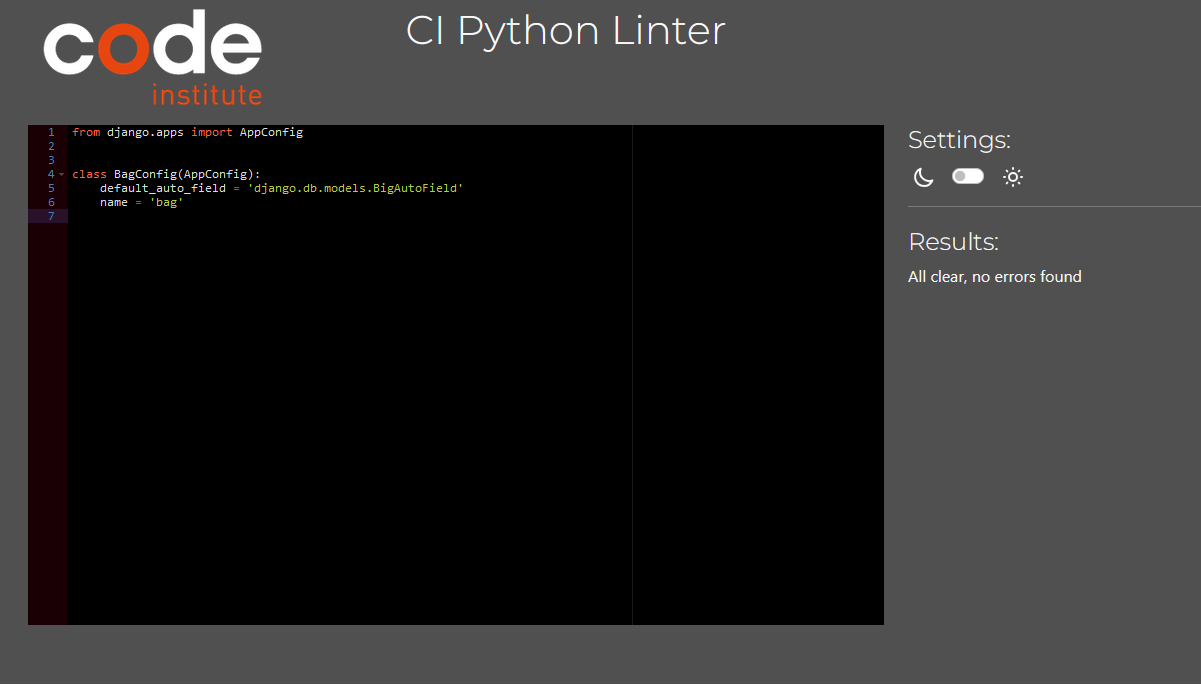 code
institute
CI Python Linter
1 from django.apps import AppConfig
2
3
4 class BagConfig(AppConfig):
5     default_auto_field = 'django.db.models.BigAutoField'
6     name = 'bag'
7
Settings:
Results:
All clear, no errors found